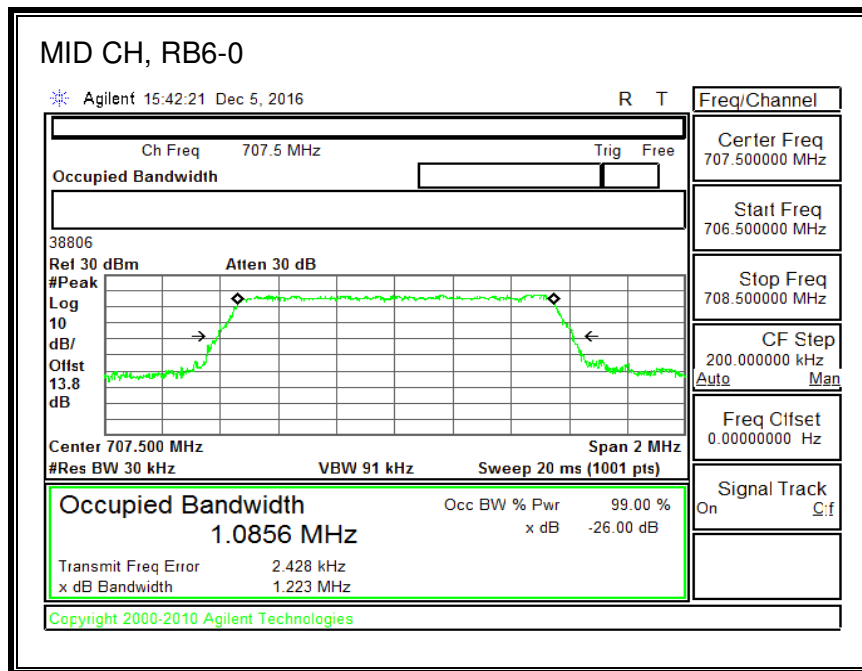 MID CH, RB6-0
Agilent 15:42:21 Dec 5, 2016 R T
Freq/Channel
Ch Freq 707.5 MHz Trig Free
Occupied Bandwidth
Center Freq
707.500000 MHz
Start Freq
706.500000 MHz
Stop Freq
708.500000 MHz
CF Step
200.000000 kHz
Auto Man
Freq Offset
0.00000000 Hz
Signal Track
On Off
38806
Ref 30 dBm Atten 30 dB
#Peak
Log
10
dB/
Offst
13.8
dB
Center 707.500 MHz Span 2 MHz
#Res BW 30 kHz VBW 91 kHz Sweep 20 ms (1001 pts)
Occupied Bandwidth
1.0856 MHz
Occ BW % Pwr 99.00 %
x dB -26.00 dB
Transmit Freq Error 2.428 kHz
x dB Bandwidth 1.223 MHz
Copyright 2000-2010 Agilent Technologies